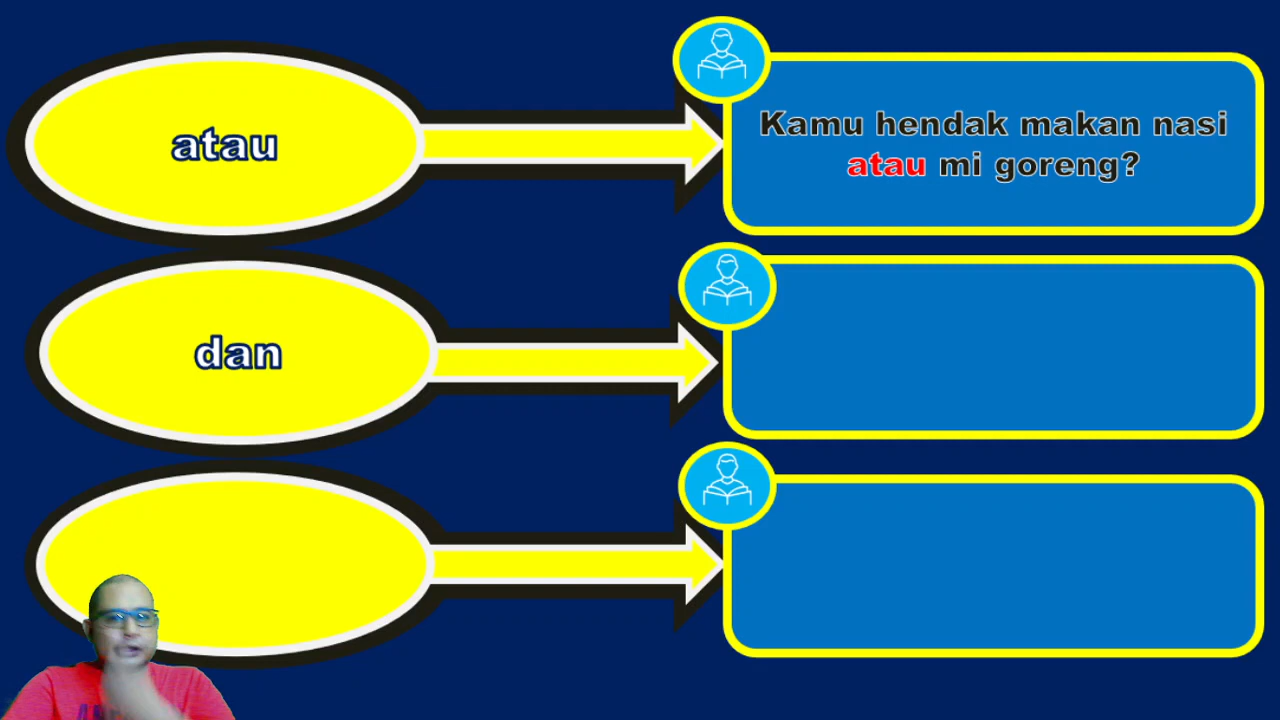 atau
Kamu hendak makan nasi
atau mi goreng?
dan